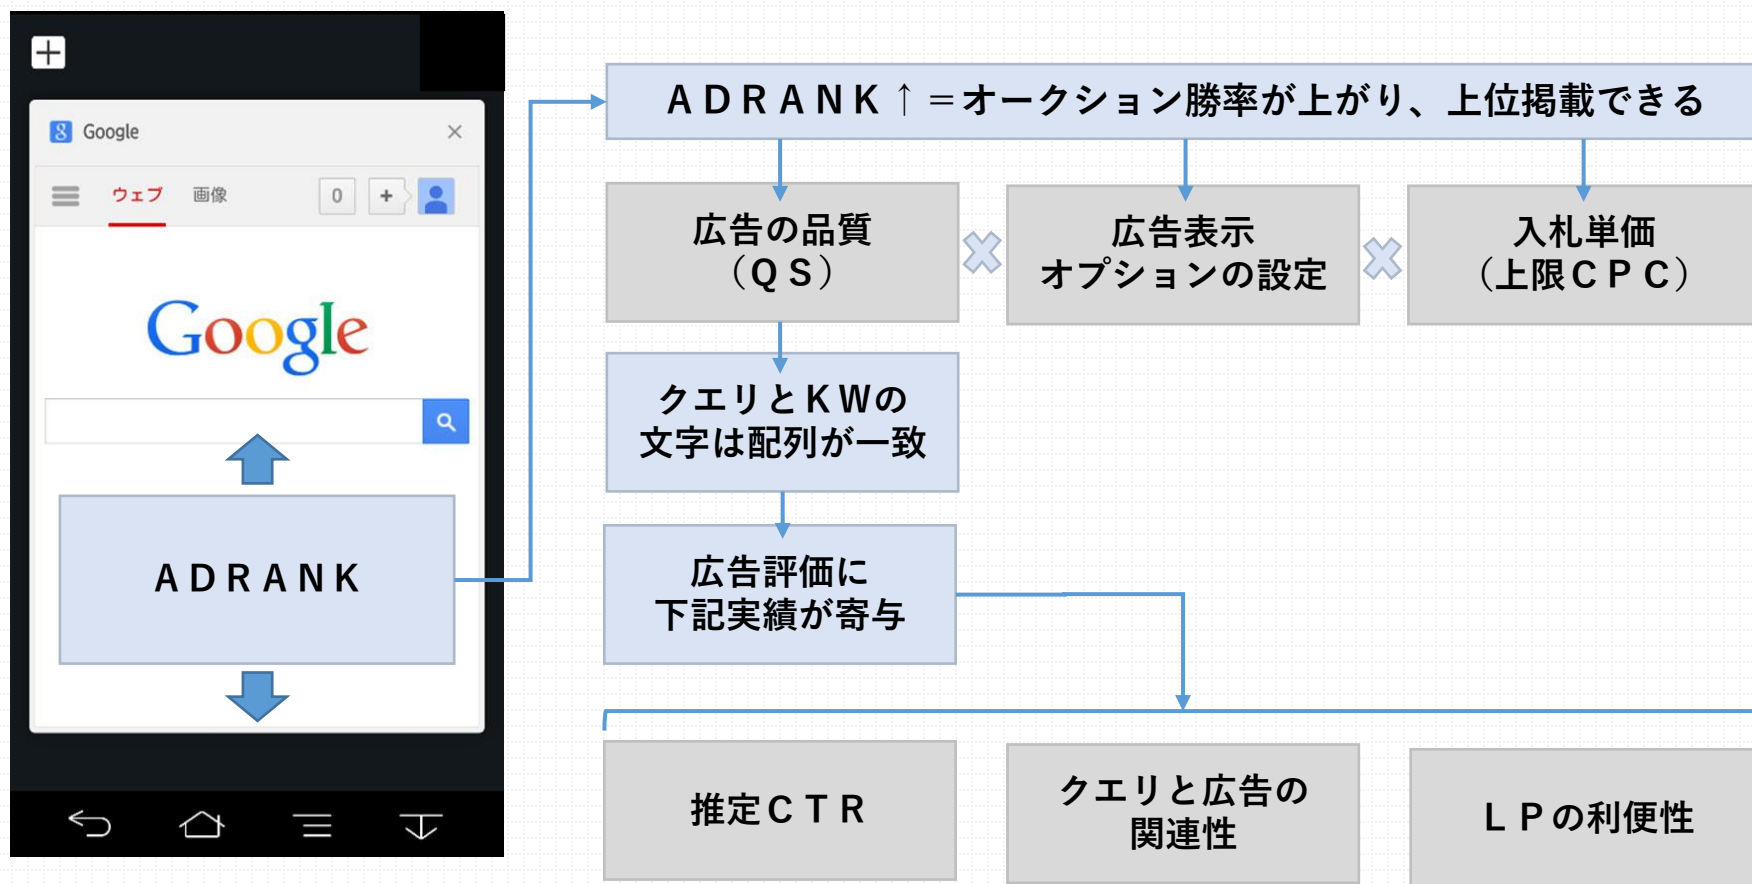 Google
ウェブ 画像 0 +
Google
ＡＤＲＡＮＫ
ＡＤＲＡＮＫ↑＝オークション勝率が上がり、上位掲載できる
広告の品質
（ＱＳ）
広告表示
オプションの設定
入札単価
（上限ＣＰＣ）
クエリとＫＷの
文字は配列が一致
広告評価に
下記実績が寄与
推定ＣＴＲ
クエリと広告の
関連性
ＬＰの利便性